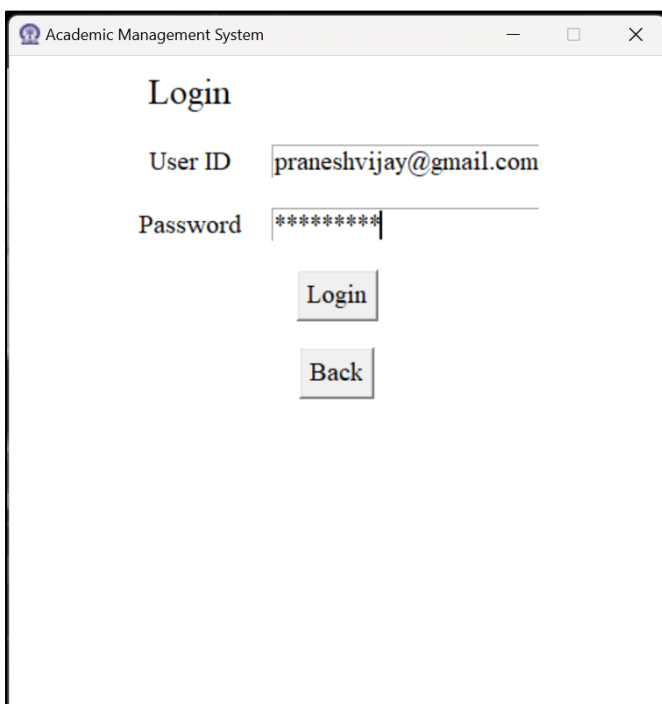 Academic Management System
Login
User ID praneshvijay@gmail.com
Password *********
Login
Back